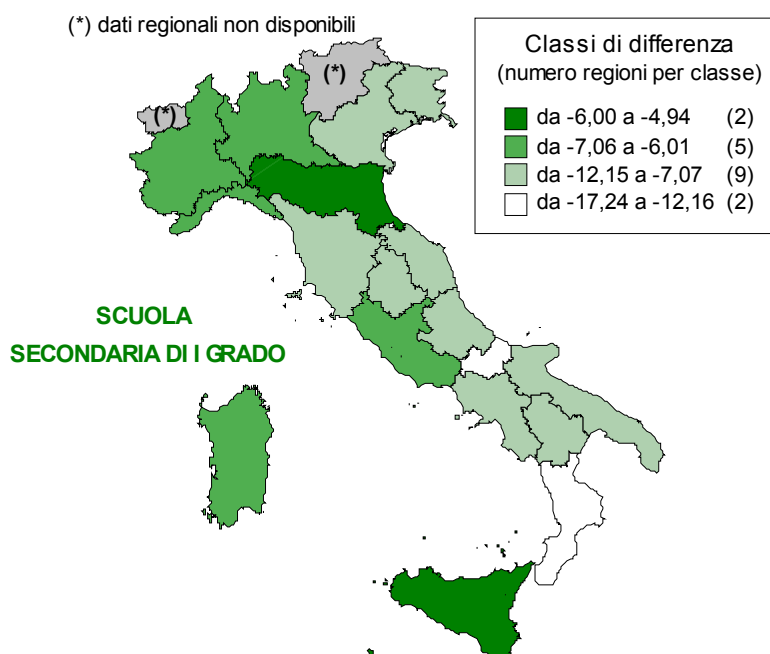 (*) dati regionali non disponibili
Classi di differenza
(numero regioni per classe)
da -6,00 a -4,94 (2)
da -7,06 a -6,01 (5)
da -12,15 a -7,07 (9)
da -17,24 a -12,16 (2)
(*)
(*)
SCUOLA
SECONDARIA DI I GRADO